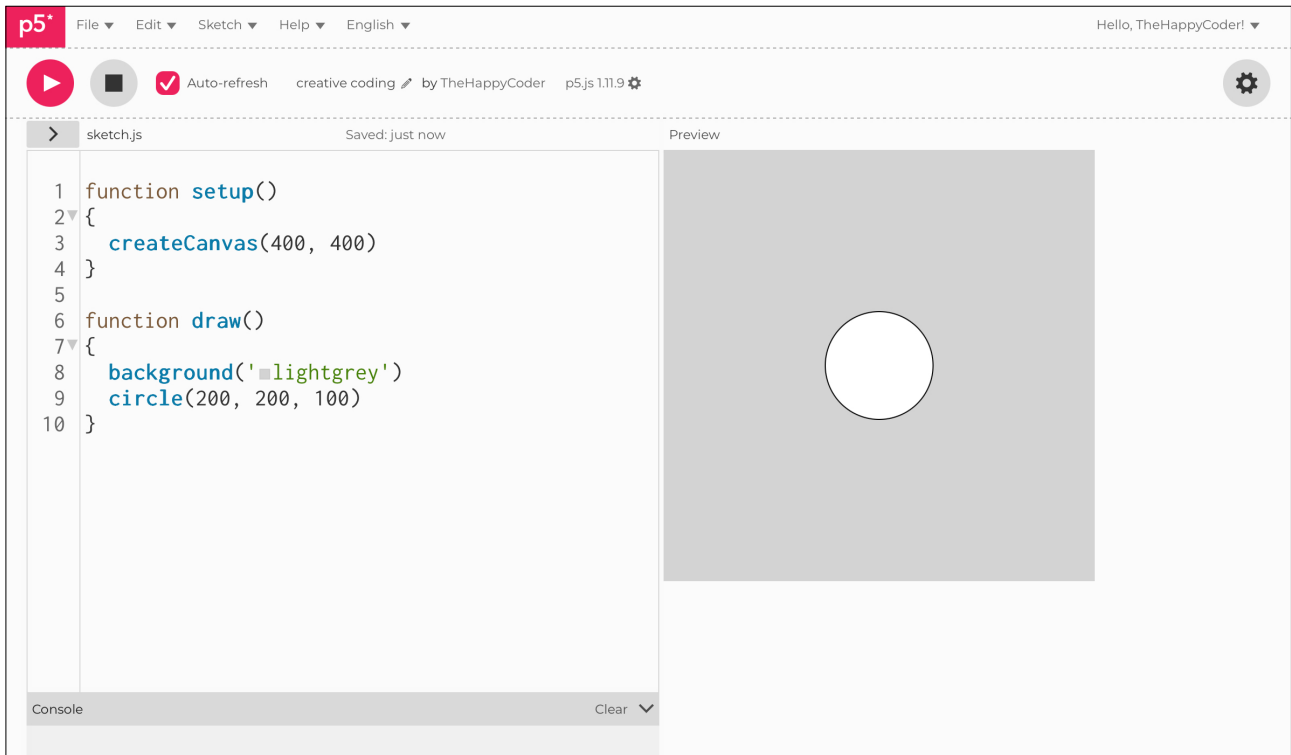 p5* File Edit Sketch Help English Hello, TheHappyCoder!
Auto-refresh creative coding by TheHappyCoder p5.js 1.11.9
sketch.js Saved: just now Preview
1 function setup()
2 {
3   createCanvas(400, 400)
4 }
5
6 function draw()
7 {
8   background('lightgrey')
9   circle(200, 200, 100)
10 }
Console Clear